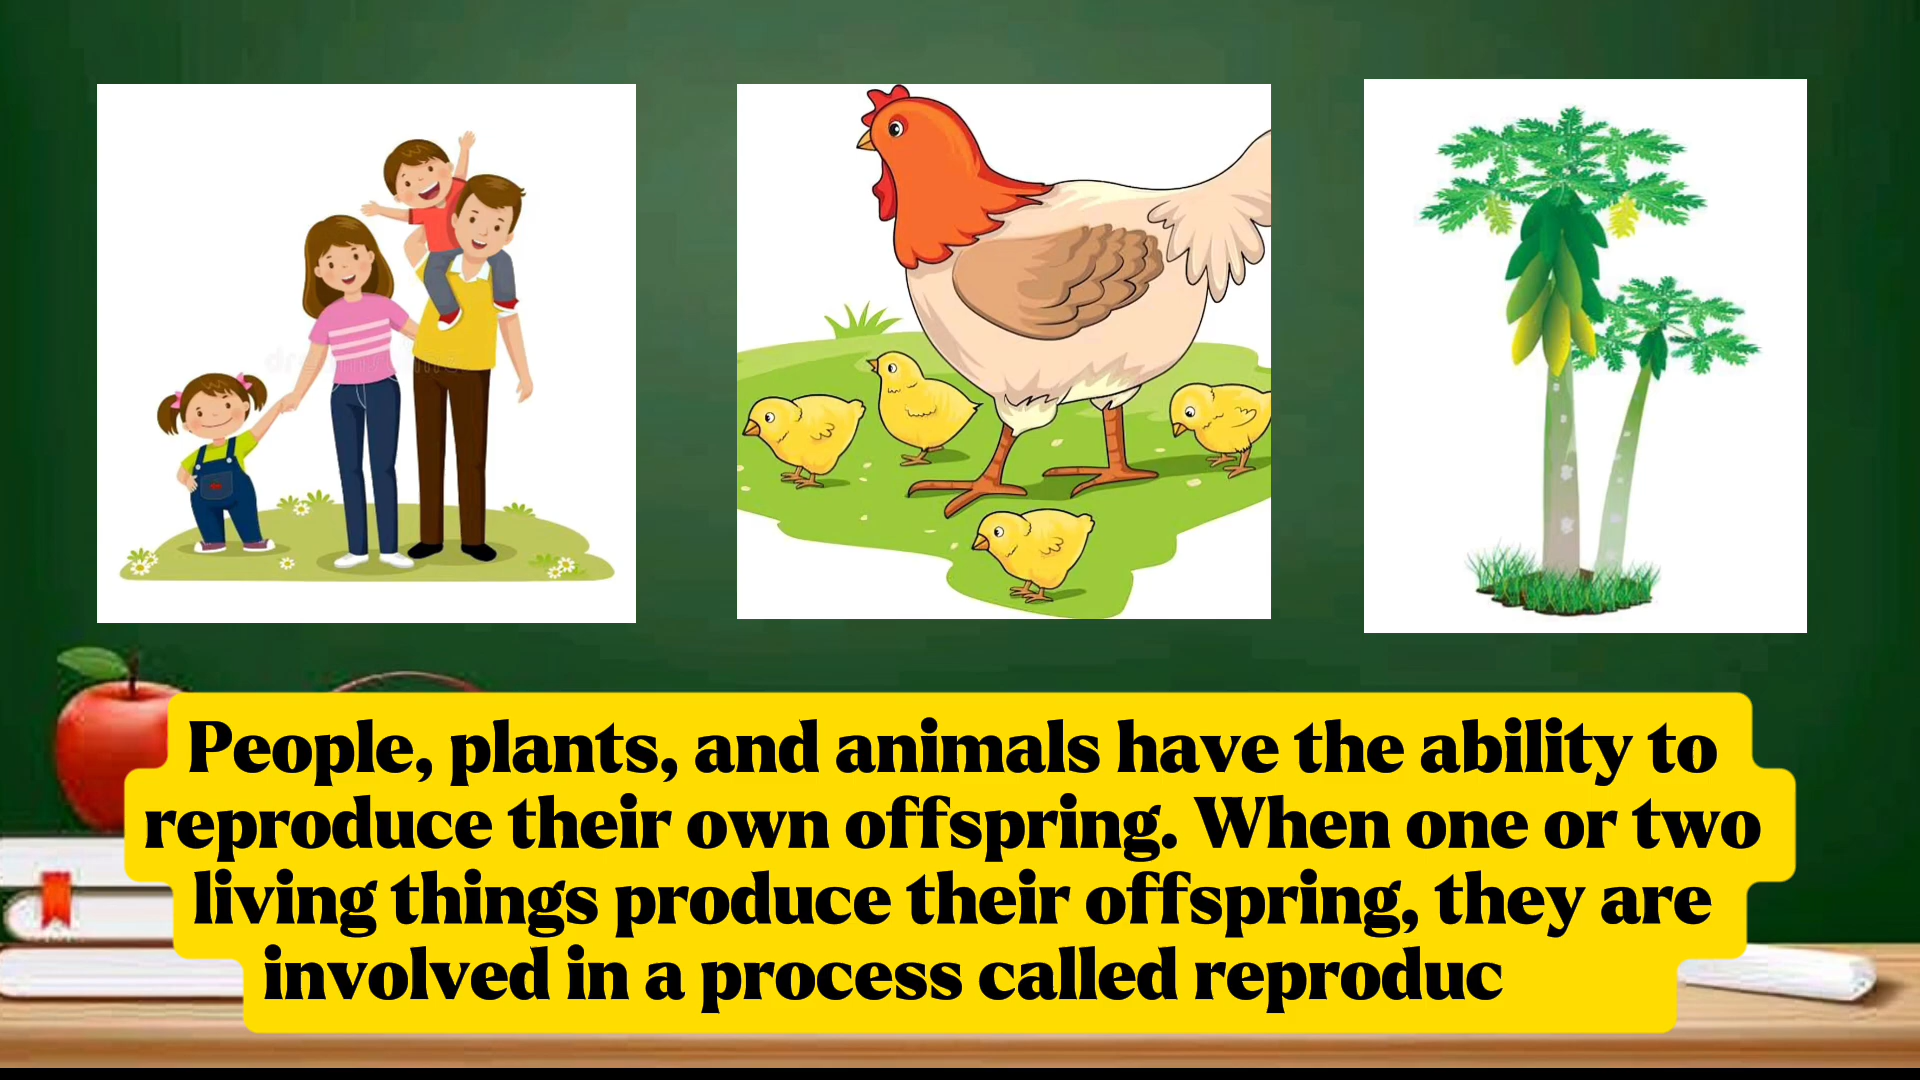 People, plants, and animals have the ability to
reproduce their own offspring. When one or two
living things produce their offspring, they are
involved in a process called reproduc